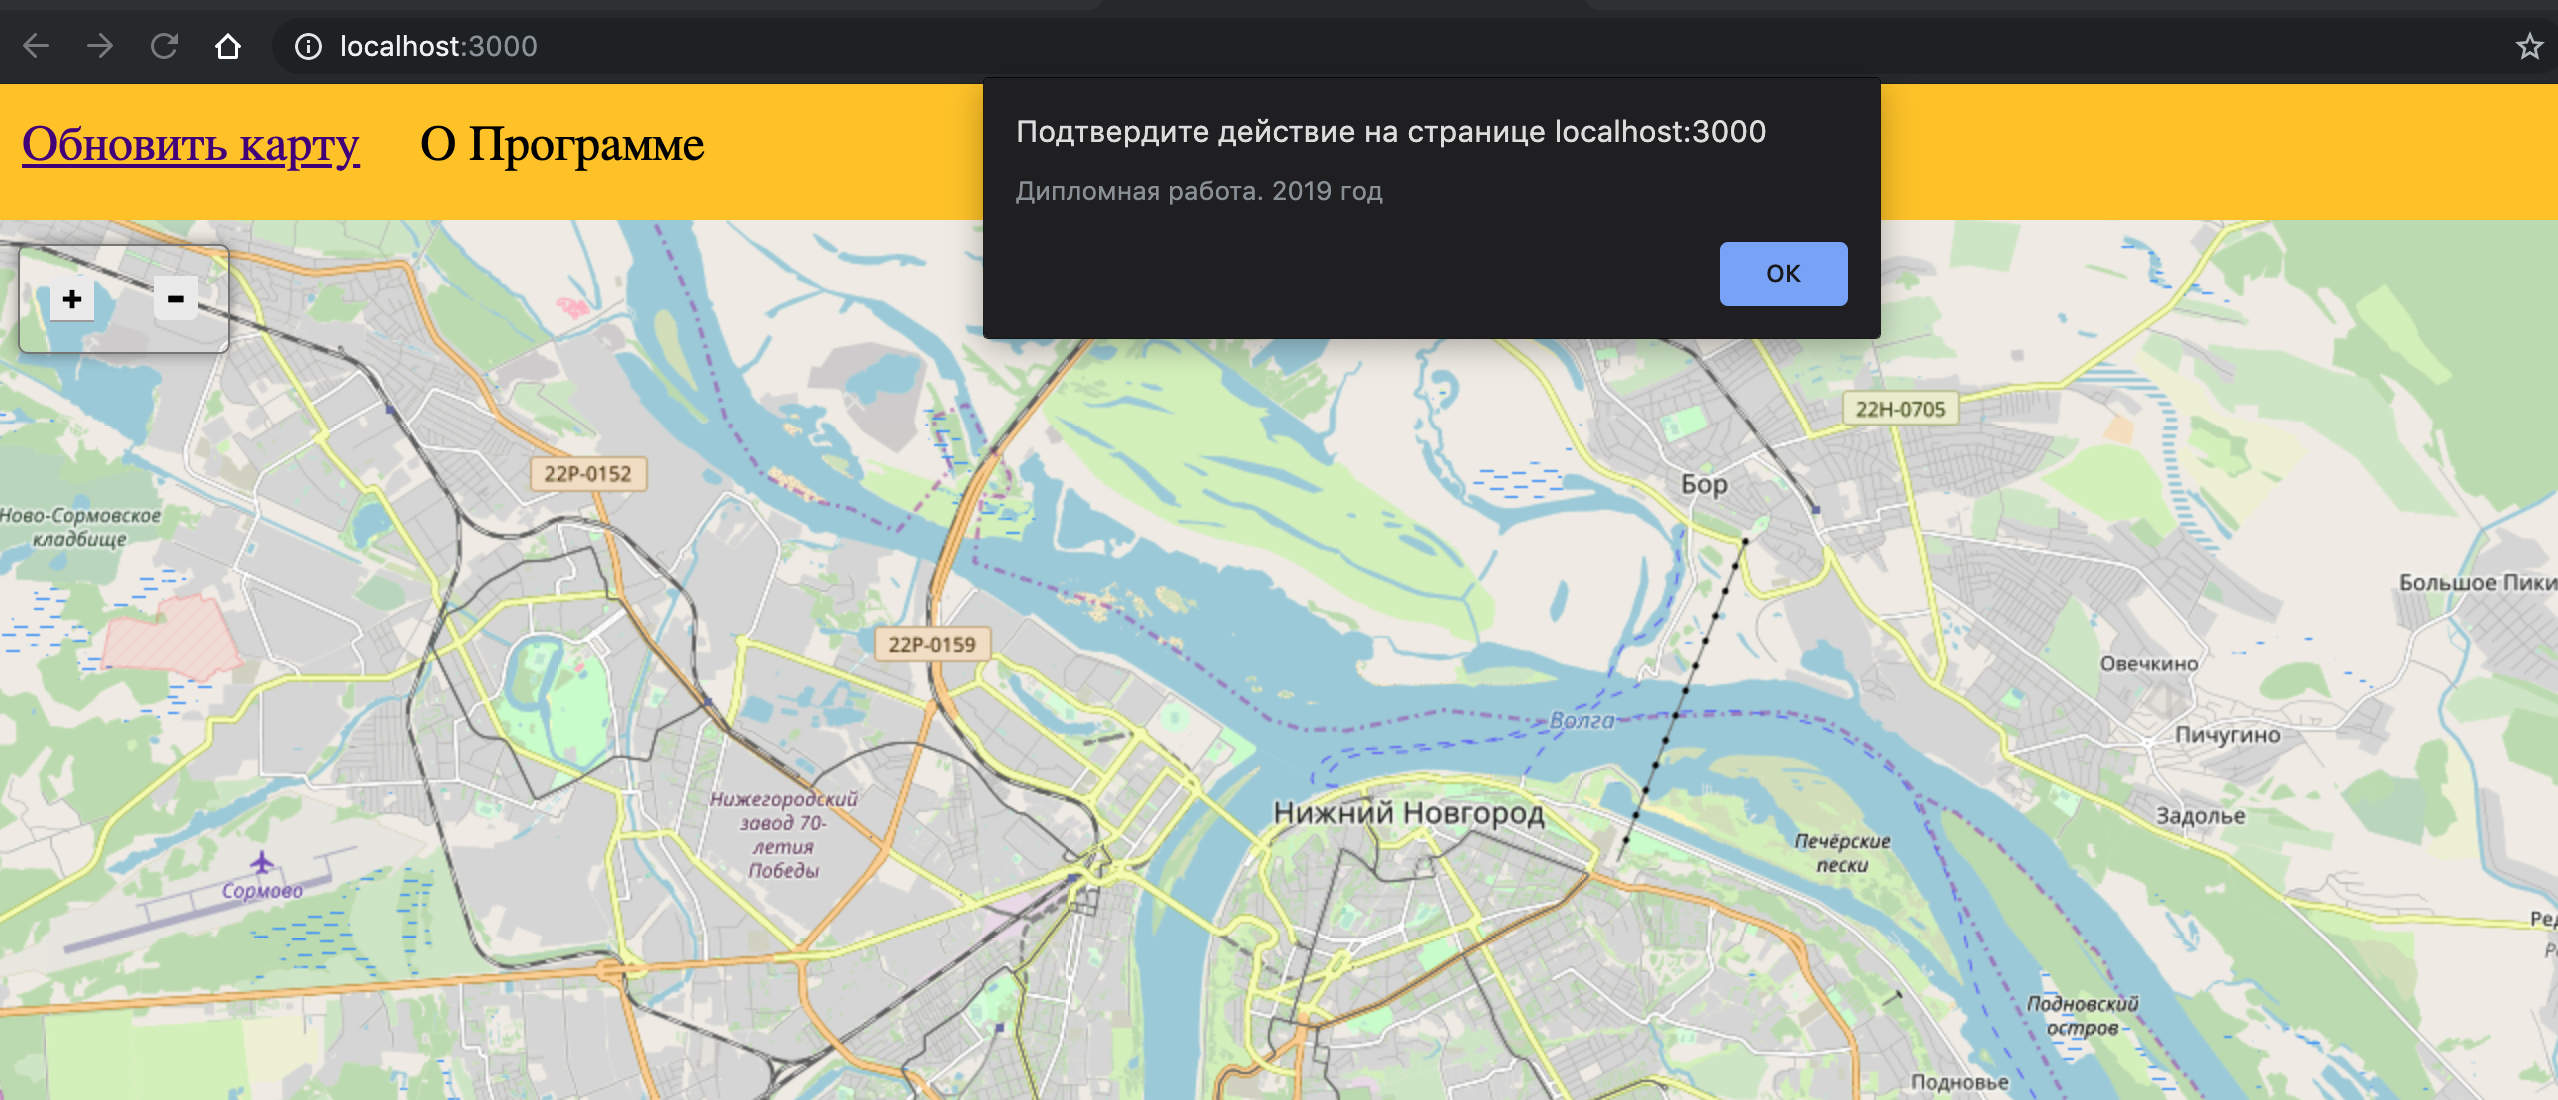 localhost:3000
Обновить карту О Программе
Подтвердите действие на странице localhost:3000
Дипломная работа. 2019 год
ОК
+ -
22Н-0705
22Р-0152
Бор
Ново-Сормовское
кладбище
Большое Пики
22Р-0159
Овечкино
Волга
Пичугино
Нижегородский
завод 70-
летия
Победы
Нижний Новгород
Задолье
Печёрские
пески
Сормово
Ред
Подновский
остров
Подновье